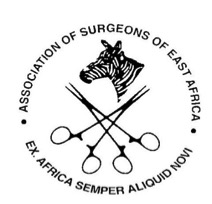 • ASSOCIATION OF SURGEONS OF EAST AFRICA •
EX. AFRICA SEMPER ALIQUID NOVI